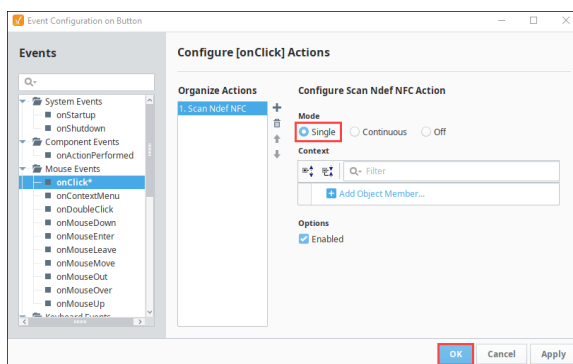 Event Configuration on Button
Events
Configure [onClick] Actions
Organize Actions
Configure Scan Ndef NFC Action
1. Scan Ndef NFC
System Events
onStartup
onShutdown
Component Events
onActionPerformed
Mouse Events
onClick*
onContextMenu
onDoubleClick
onMouseDown
onMouseEnter
onMouseLeave
onMouseMove
onMouseOut
onMouseOver
onMouseUp
Keyboard Events
Mode
Single
Continuous
Off
Context
Filter
Add Object Member...
Options
Enabled
OK
Cancel
Apply